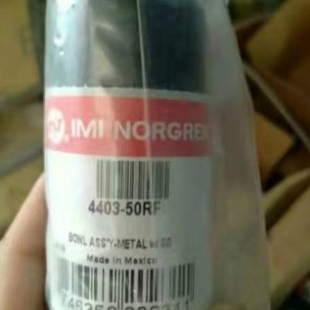 IMI NORGREN
4403-50RF
BOWL ASS'Y-METAL w/
Made in Mexico